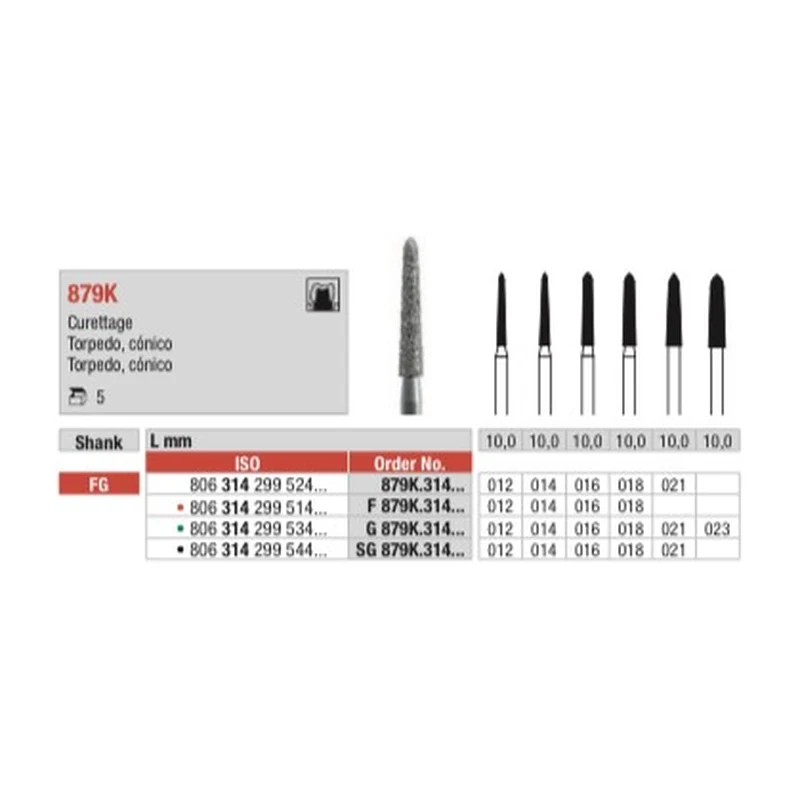 879K
Curettage
Torpedo, cónico
Torpedo, cónico
5
Shank L mm 10,0 10,0 10,0 10,0 10,0 10,0
ISO Order No.
FG 806 314 299 524... 879K.314... 012 014 016 018 021
806 314 299 514... F 879K.314... 012 014 016 018
806 314 299 534... G 879K.314... 012 014 016 018 021 023
806 314 299 544... SG 879K.314... 012 014 016 018 021